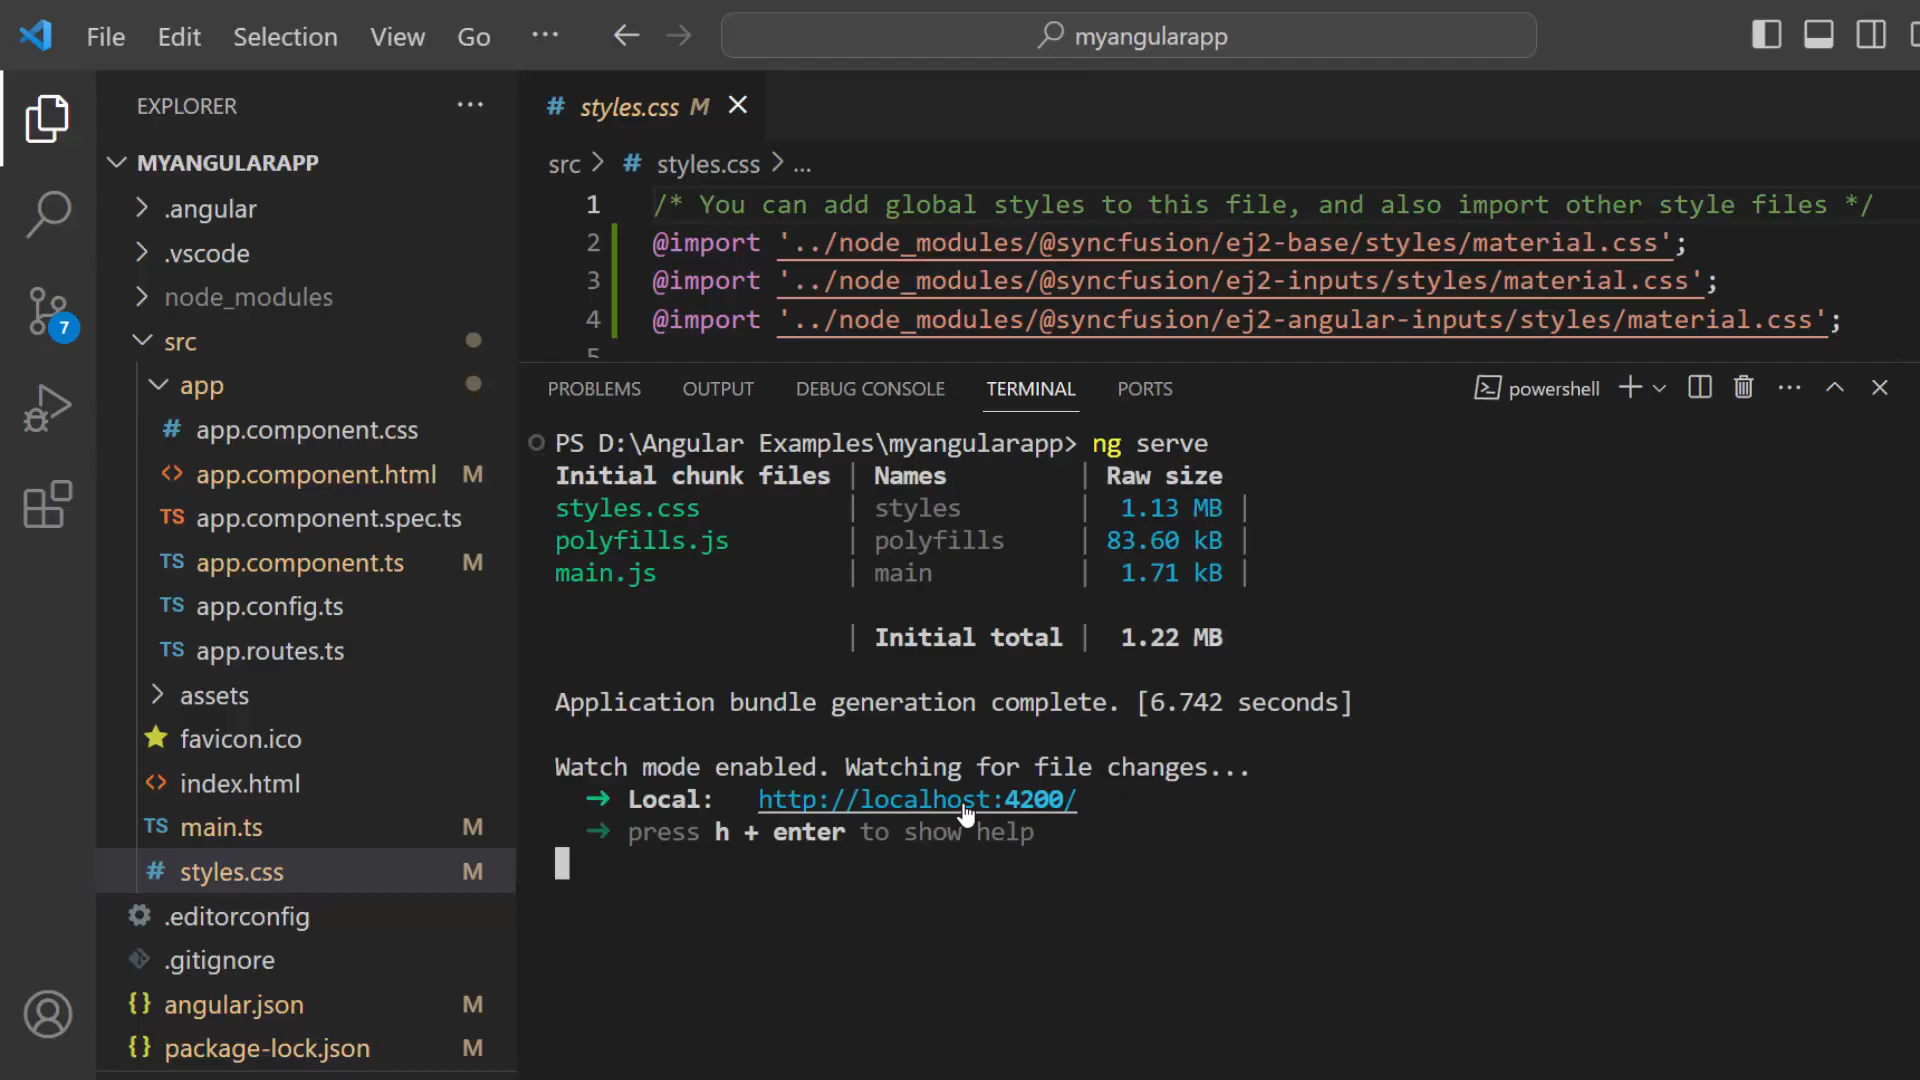 File Edit Selection View Go ... myangularapp
EXPLORER ...
MYANGULARAPP
.angular
.vscode
node_modules
src
app
# app.component.css
<> app.component.html M
TS app.component.spec.ts
TS app.component.ts M
TS app.config.ts
TS app.routes.ts
assets
favicon.ico
<> index.html
TS main.ts M
# styles.css M
.editorconfig
.gitignore
{} angular.json M
{} package-lock.json M
7
# styles.css M
src > # styles.css > ...
1 /* You can add global styles to this file, and also import other style files */
2 @import '../node_modules/@syncfusion/ej2-base/styles/material.css';
3 @import '../node_modules/@syncfusion/ej2-inputs/styles/material.css';
4 @import '../node_modules/@syncfusion/ej2-angular-inputs/styles/material.css';
5
PROBLEMS OUTPUT DEBUG CONSOLE TERMINAL PORTS powershell
PS D:\Angular Examples\myangularapp> ng serve
Initial chunk files | Names | Raw size
styles.css | styles | 1.13 MB |
polyfills.js | polyfills | 83.60 kB |
main.js | main | 1.71 kB |
| Initial total | 1.22 MB
Application bundle generation complete. [6.742 seconds]
Watch mode enabled. Watching for file changes...
➜ Local: http://localhost:4200/
➜ press h + enter to show help